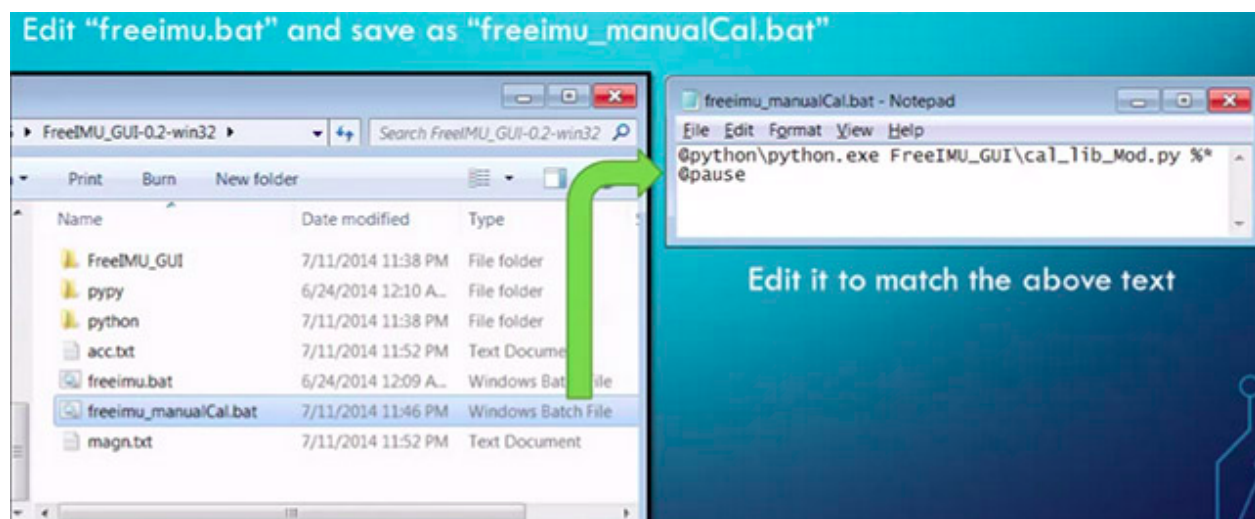 Edit “freeimu.bat” and save as “freeimu_manualCal.bat”
FreeIMU_GUI-0.2-win32
Search FreeIMU_GUI-0.2-win32
Print Burn New folder
Name Date modified Type
FreeIMU_GUI 7/11/2014 11:38 PM File folder
pypy 6/24/2014 12:10 A... File folder
python 7/11/2014 11:38 PM File folder
acc.txt 7/11/2014 11:52 PM Text
freeimu.bat 6/24/2014 12:09 A... Windows
freeimu_manualCal.bat 7/11/2014 11:46 PM Windows Batch File
magn.txt 7/11/2014 11:52 PM Text Document
freeimu_manualCal.bat - Notepad
File Edit Format View Help
@python\python.exe FreeIMU_GUI\cal_lib_Mod.py %*
@pause
Edit it to match the above text